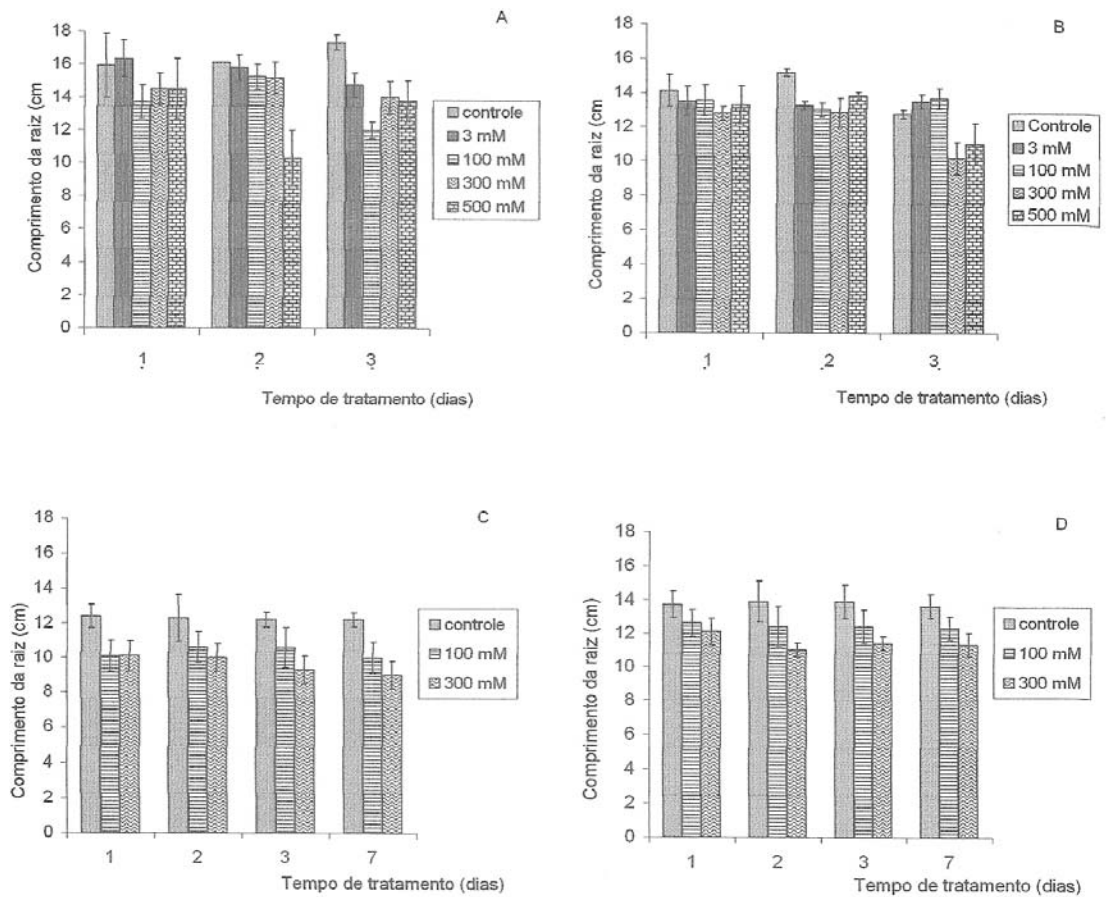 A
18
16
14
12
10
8
6
4
2
0
Comprimento da raiz (cm
1
2
3
Tempo de tratamento (dias)
controle
3 mM
100 mM
300 mM
500 mM
B
18
16
14
12
10
8
6
4
2
0
Comprimento da raiz (cm
1
2
3
Tempo de tratamento (dias)
Controle
3 mM
100 mM
300 mM
500 mM
C
18
16
14
12
10
8
6
4
2
0
Comprimento da raiz (cm)
1
2
3
7
Tempo de tratamento (dias)
controle
100 mM
300 mM
D
18
16
14
12
10
8
6
4
2
0
Comprimento da raiz (cm)
1
2
3
7
Tempo de tratamento (dias)
controle
100 mM
300 mM